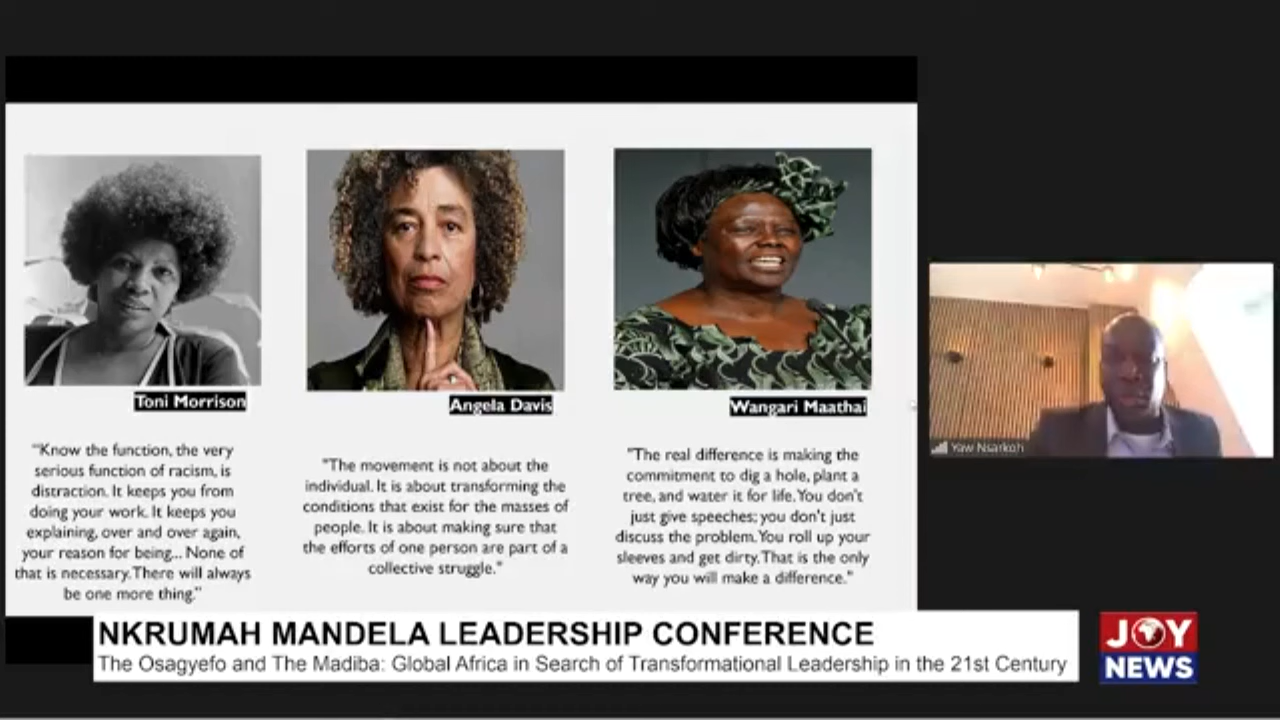 Toni Morrison
"Know the function, the very
serious function of racism, is
distraction. It keeps you from
doing your work. It keeps you
explaining, over and over again,
your reason for being... None of
that is necessary. There will always
be one more thing."
Angela Davis
"The movement is not about the
individual. It is about transforming the
conditions that exist for the masses of
people. It is about making sure that
the efforts of one person are part of a
collective struggle."
Wangari Maathai
"The real difference is making the
commitment to dig a hole, plant a
tree, and water it for life. You don't
just give speeches; you don't just
discuss the problem. You roll up your
sleeves and get dirty. That is the only
way you will make a difference."
Yaw Nsarkoh
NKRUMAH MANDELA LEADERSHIP CONFERENCE
The Osagyefo and The Madiba: Global Africa in Search of Transformational Leadership in the 21st Century
JOY
NEWS